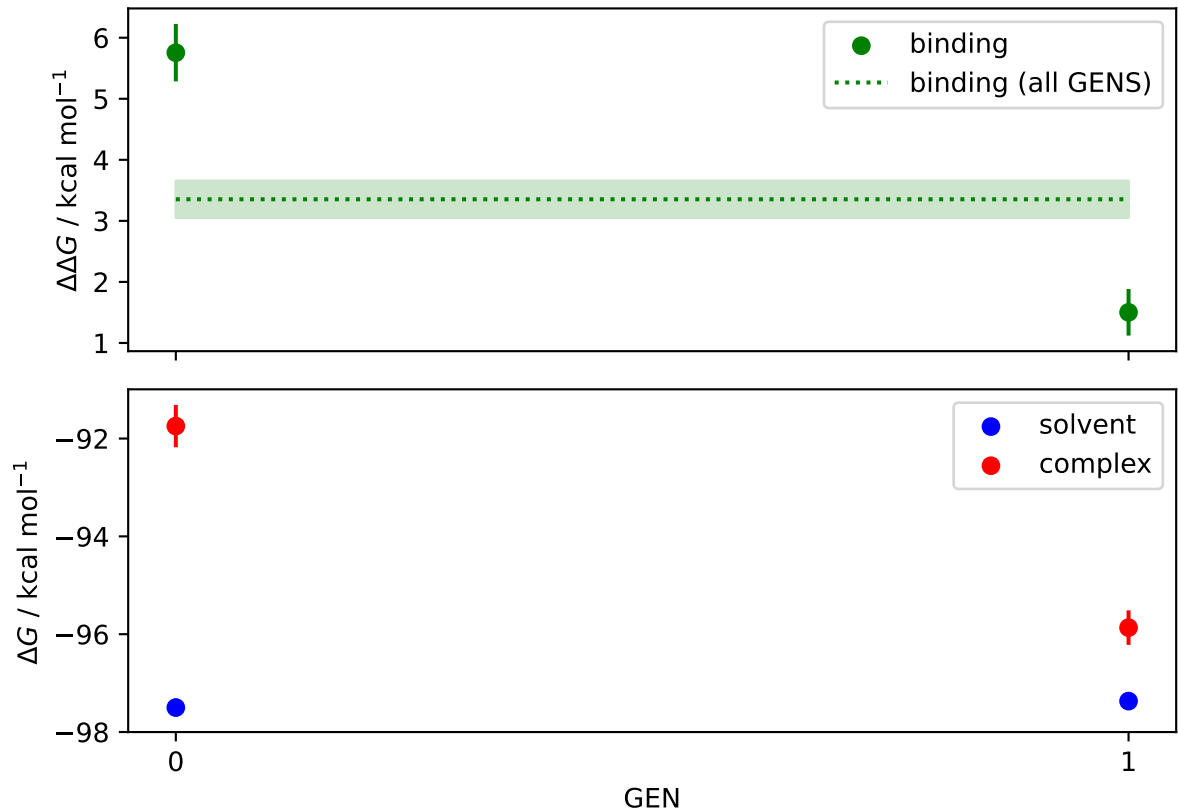 6
5
4
3
2
1
ΔΔG / kcal mol⁻¹
binding
binding (all GENS)
−92
−94
−96
−98
ΔG / kcal mol⁻¹
solvent
complex
0
1
GEN